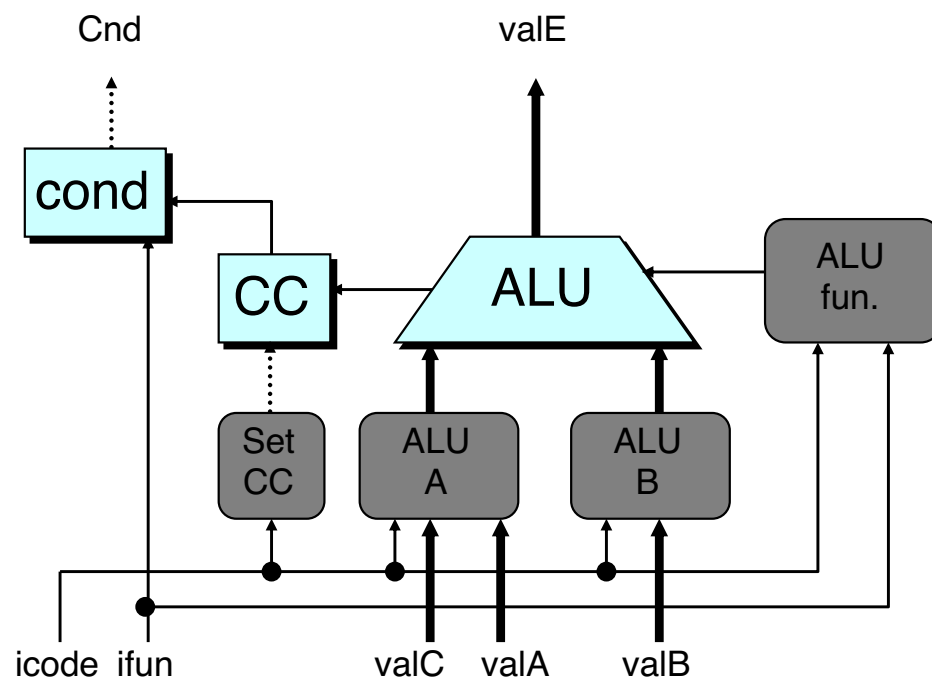 Cnd
valE
cond
CC
ALU
ALU
fun.
Set
CC
ALU
A
ALU
B
icode
ifun
valC
valA
valB